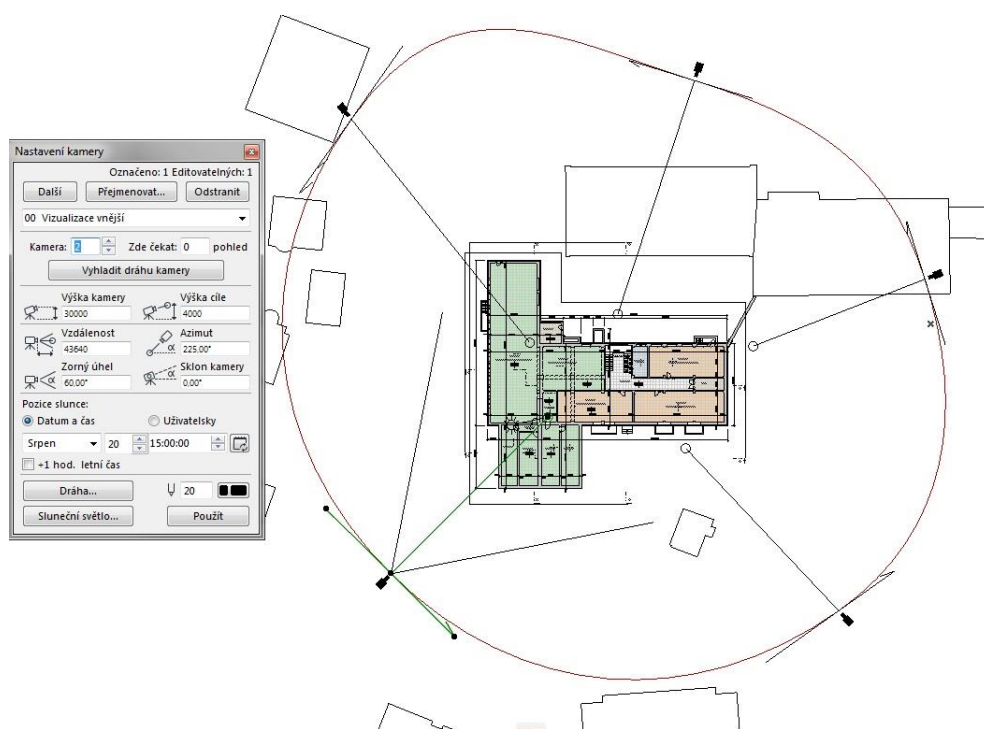 Nastavení kamery
Označeno: 1 Editovatelných: 1
Další Přejmenovat... Odstranit
00 Vizualizace vnější
Kamera: 2 Zde čekat: 0 pohled
Vyhladit dráhu kamery
Výška kamery Výška cíle
30000 4000
Vzdálenost Azimut
43640 225,00°
Zorný úhel Sklon kamery
60,00° 0,00°
Pozice slunce:
Datum a čas Uživatelsky
Srpen 20 15:00:00
+1 hod. letní čas
Dráha... 20
Sluneční světlo... Použít